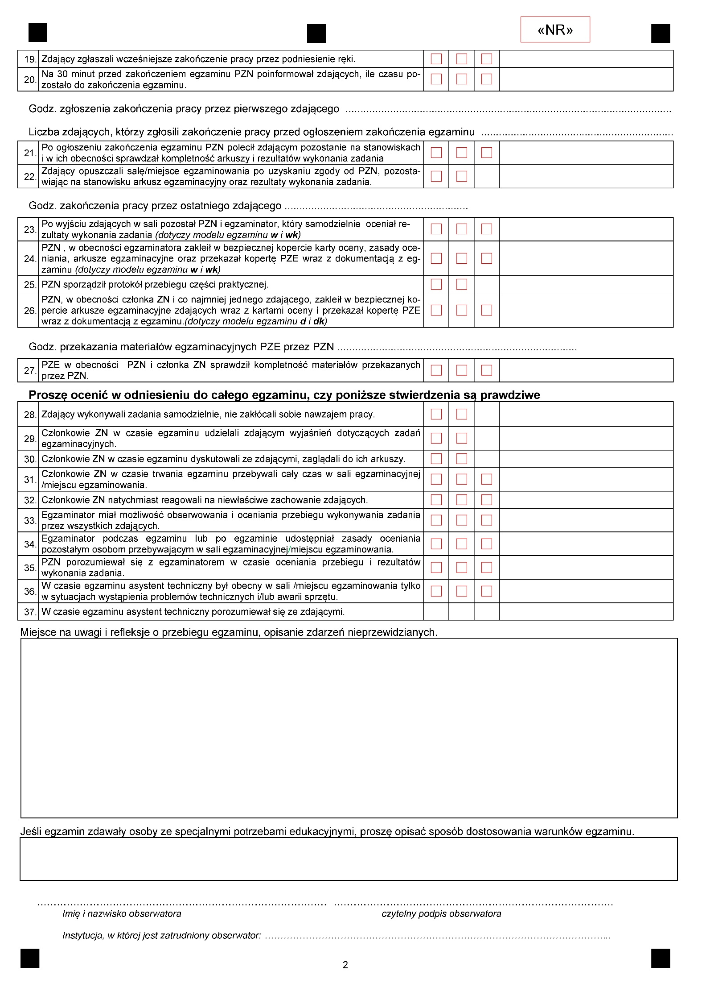 «NR»
19. Zdający zgłaszali wcześniejsze zakończenie pracy przez podniesienie ręki.
20. Na 30 minut przed zakończeniem egzaminu PZN poinformował zdających, ile czasu po-
zostało do zakończenia egzaminu.
Godz. zgłoszenia zakończenia pracy przez pierwszego zdającego ........................................................
Liczba zdających, którzy zgłosili zakończenie pracy przed ogłoszeniem zakończenia egzaminu ................................
21. Po ogłoszeniu zakończenia egzaminu PZN polecił zdającym pozostanie na stanowiskach
i w ich obecności sprawdzał kompletność arkuszy i rezultatów wykonania zadania
22. Zdający opuszczali salę/miejsce egzaminowania po uzyskaniu zgody od PZN, pozosta-
wiając na stanowisku arkusz egzaminacyjny oraz rezultaty wykonania zadania.
Godz. zakończenia pracy przez ostatniego zdającego ..............................................................
23. Po wyjściu zdających w sali pozostał PZN i egzaminator, który samodzielnie oceniał re-
zultaty wykonania zadania (dotyczy modelu egzaminu w i wk)
24. PZN , w obecności egzaminatora zakleił w bezpiecznej kopercie karty oceny, zasady oce-
niania, arkusze egzaminacyjne oraz przekazał kopertę PZE wraz z dokumentacją z eg-
zaminu (dotyczy modelu egzaminu w i wk)
25. PZN sporządził protokół przebiegu części praktycznej.
26. PZN, w obecności członka ZN i co najmniej jednego zdającego, zakleił w bezpiecznej ko-
percie arkusze egzaminacyjne zdających wraz z kartami oceny i przekazał kopertę PZE
wraz z dokumentacją z egzaminu.(dotyczy modelu egzaminu d i dk)
Godz. przekazania materiałów egzaminacyjnych PZE przez PZN ................................................................
27. PZE w obecności PZN i członka ZN sprawdził kompletność materiałów przekazanych
przez PZN.
Proszę ocenić w odniesieniu do całego egzaminu, czy poniższe stwierdzenia są prawdziwe
28. Zdający wykonywali zadania samodzielnie, nie zakłócali sobie nawzajem pracy.
29. Członkowie ZN w czasie egzaminu udzielali zdającym wyjaśnień dotyczących zadań
egzaminacyjnych.
30. Członkowie ZN w czasie egzaminu dyskutowali ze zdającymi, zaglądali do ich arkuszy.
31. Członkowie ZN w czasie trwania egzaminu przebywali cały czas w sali egzaminacyjnej
/miejscu egzaminowania.
32. Członkowie ZN natychmiast reagowali na niewłaściwe zachowanie zdających.
33. Egzaminator miał możliwość obserwowania i oceniania przebiegu wykonywania zadania
przez wszystkich zdających.
34. Egzaminator podczas egzaminu lub po egzaminie udostępniał zasady oceniania
pozostałym osobom przebywającym w sali egzaminacyjnej/miejscu egzaminowania.
35. PZN porozumiewał się z egzaminatorem w czasie oceniania przebiegu i rezultatów
wykonania zadania.
36. W czasie egzaminu asystent techniczny był obecny w sali /miejscu egzaminowania tylko
w sytuacjach wystąpienia problemów technicznych i/lub awarii sprzętu.
37. W czasie egzaminu asystent techniczny porozumiewał się ze zdającymi.
Miejsce na uwagi i refleksje o przebiegu egzaminu, opisanie zdarzeń nieprzewidzianych.
Jeśli egzamin zdawały osoby ze specjalnymi potrzebami edukacyjnymi, proszę opisać sposób dostosowania warunków egzaminu.
................................................................ ................................................................
Imię i nazwisko obserwatora czytelny podpis obserwatora
Instytucja, w której jest zatrudniony obserwator: ................................................................
2